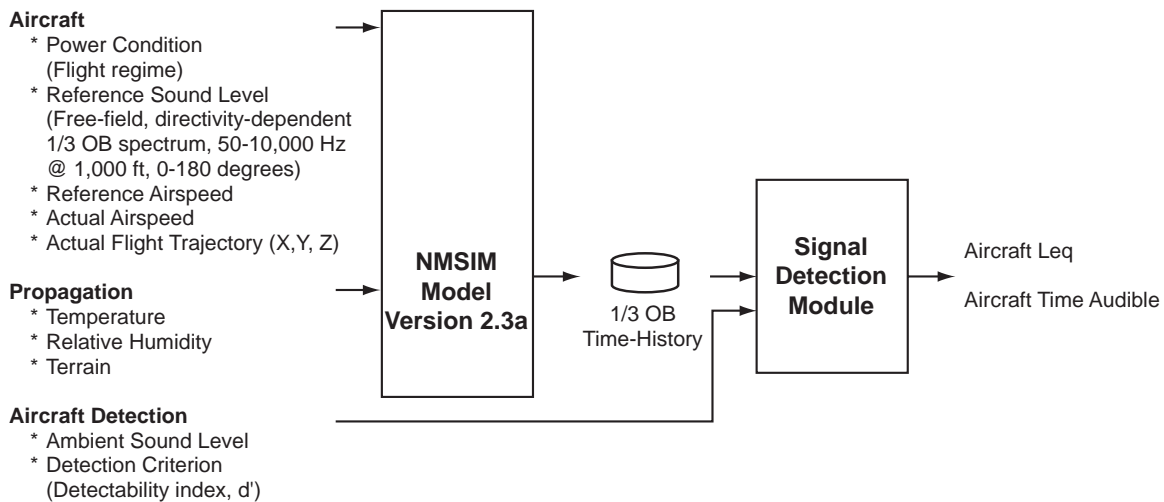 Aircraft
* Power Condition
(Flight regime)
* Reference Sound Level
(Free-field, directivity-dependent
1/3 OB spectrum, 50-10,000 Hz
@ 1,000 ft, 0-180 degrees)
* Reference Airspeed
* Actual Airspeed
* Actual Flight Trajectory (X,Y, Z)
Propagation
* Temperature
* Relative Humidity
* Terrain
Aircraft Detection
* Ambient Sound Level
* Detection Criterion
(Detectability index, d')
NMSIM
Model
Version 2.3a
1/3 OB
Time-History
Signal
Detection
Module
Aircraft Leq
Aircraft Time Audible